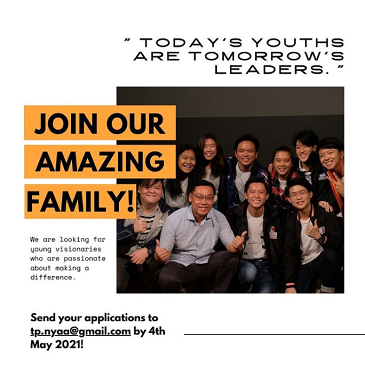 " TODAY'S YOUTHS
ARE TOMORROW'S
LEADERS. "
JOIN OUR
AMAZING
FAMILY!
We are looking for
young visionaries
who are passionate
about making a
difference.
Send your applications to
tp.nyaa@gmail.com by 4th
May 2021!